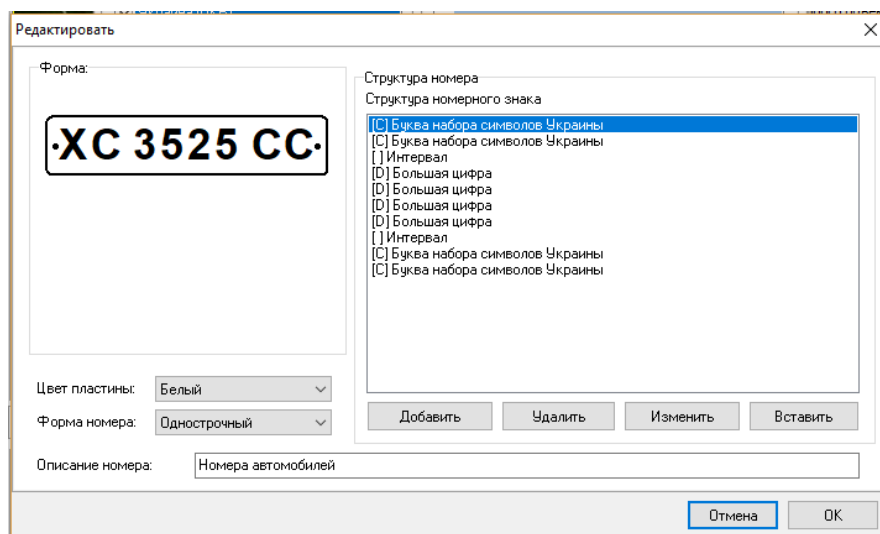 Редактировать
Форма:
·ХС 3525 СС·
Цвет пластины:
Белый
Форма номера:
Однострочный
Структура номера
Структура номерного знака
[C] Буква набора символов Украины
[C] Буква набора символов Украины
[ ] Интервал
[D] Большая цифра
[D] Большая цифра
[D] Большая цифра
[D] Большая цифра
[ ] Интервал
[C] Буква набора символов Украины
[C] Буква набора символов Украины
Добавить
Удалить
Изменить
Вставить
Описание номера:
Номера автомобилей
Отмена
OK